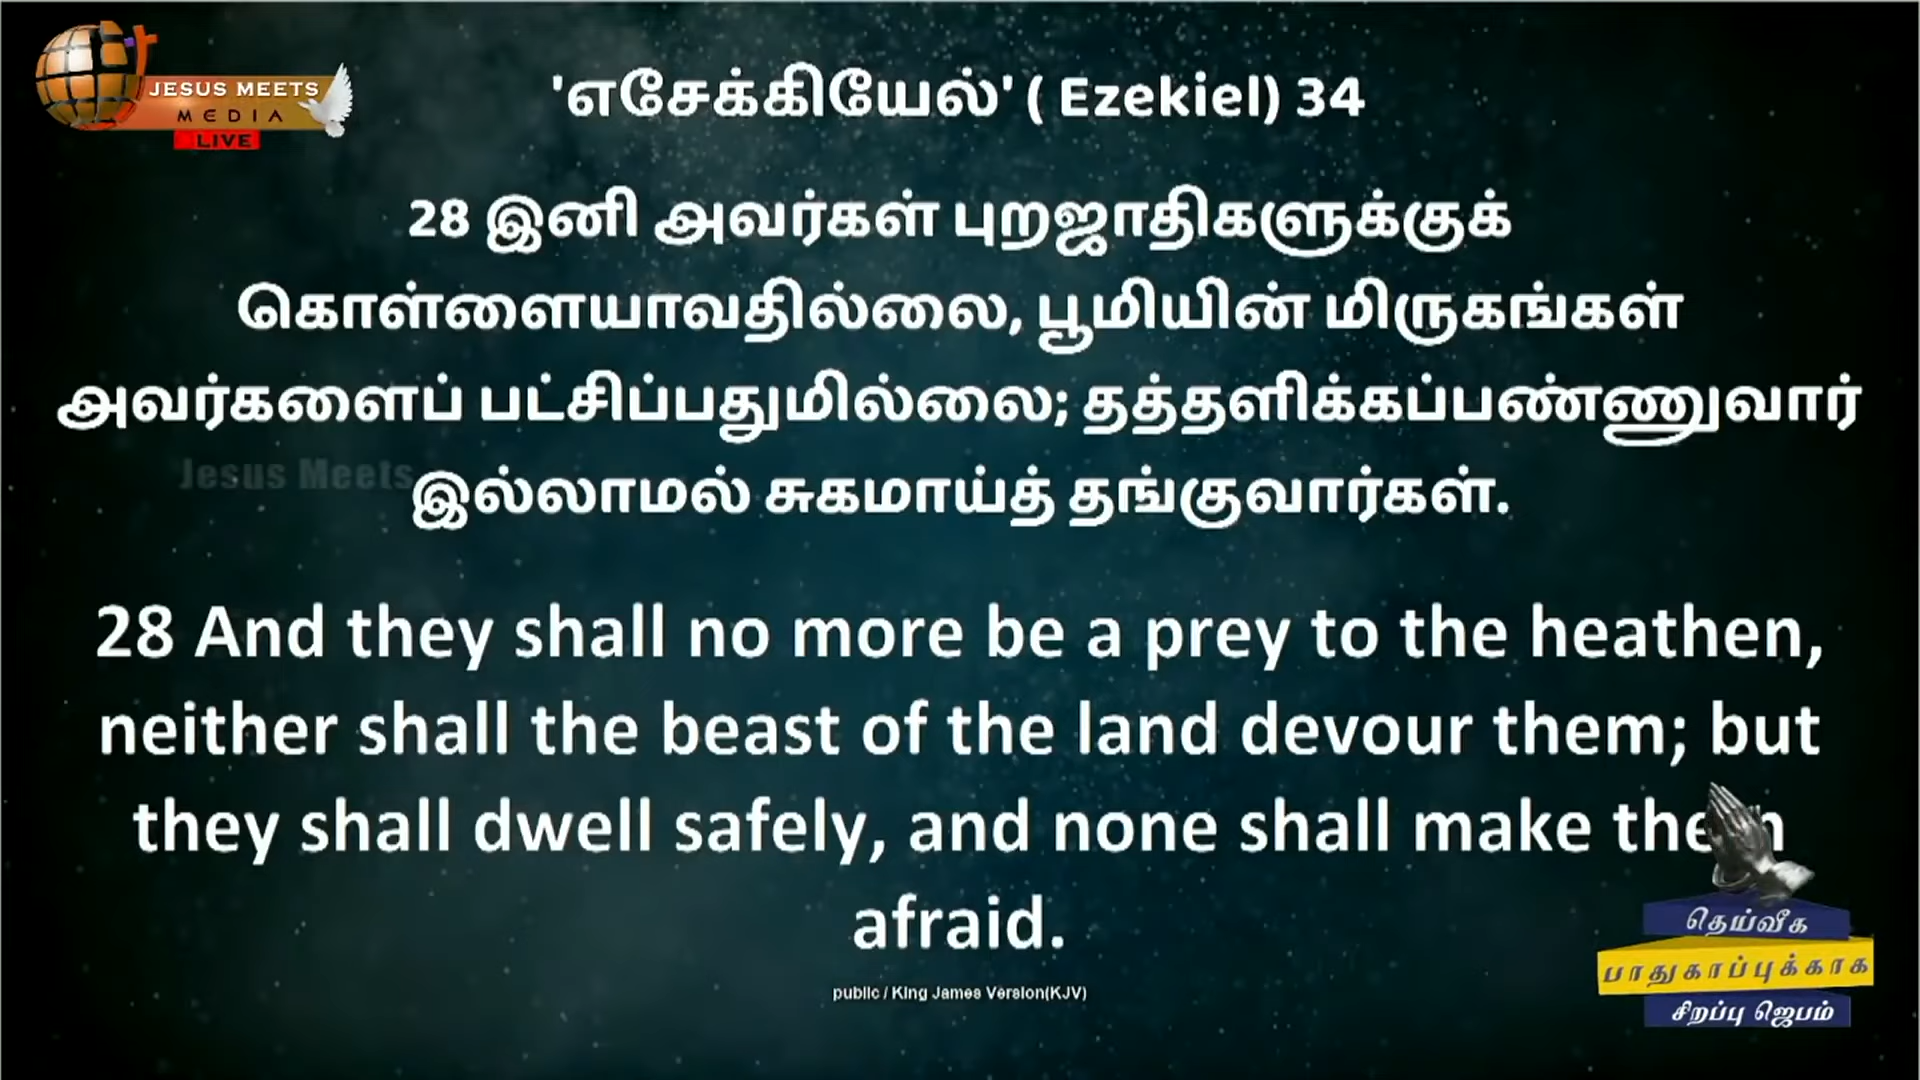 JESUS MEETS
MEDIA
LIVE
'எசேக்கியேல்' ( Ezekiel) 34
28 இனி அவர்கள் புறஜாதிகளுக்குக்
கொள்ளையாவதில்லை, பூமியின் மிருகங்கள்
அவர்களைப் பட்சிப்பதுமில்லை; தத்தளிக்கப்பண்ணுவார்
Jesus Meets
இல்லாமல் சுகமாய்த் தங்குவார்கள்.
28 And they shall no more be a prey to the heathen,
neither shall the beast of the land devour them; but
they shall dwell safely, and none shall make them
afraid.
public / King James Version(KJV)
தெய்வீக
பாதுகாப்புக்காக
சிறப்பு ஜெபம்